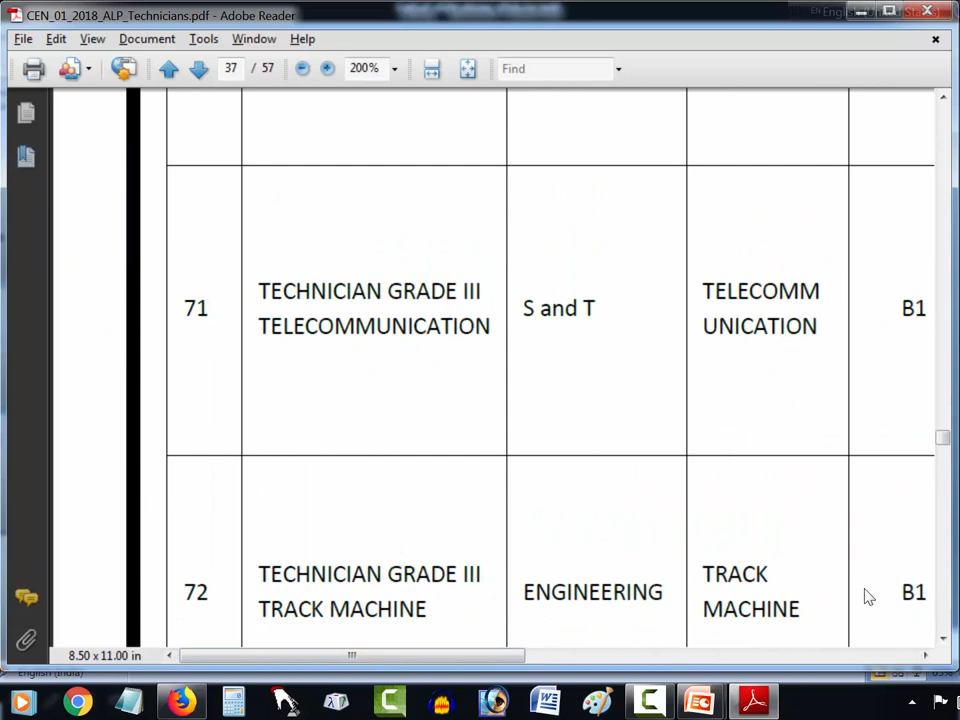 CEN_01_2018_ALP_Technicians.pdf - Adobe Reader
File Edit View Document Tools Window Help
37 / 57 200% Find
71 TECHNICIAN GRADE III TELECOMMUNICATION S and T TELECOMM UNICATION B1
72 TECHNICIAN GRADE III TRACK MACHINE ENGINEERING TRACK MACHINE B1
8.50 x 11.00 in
English (India)